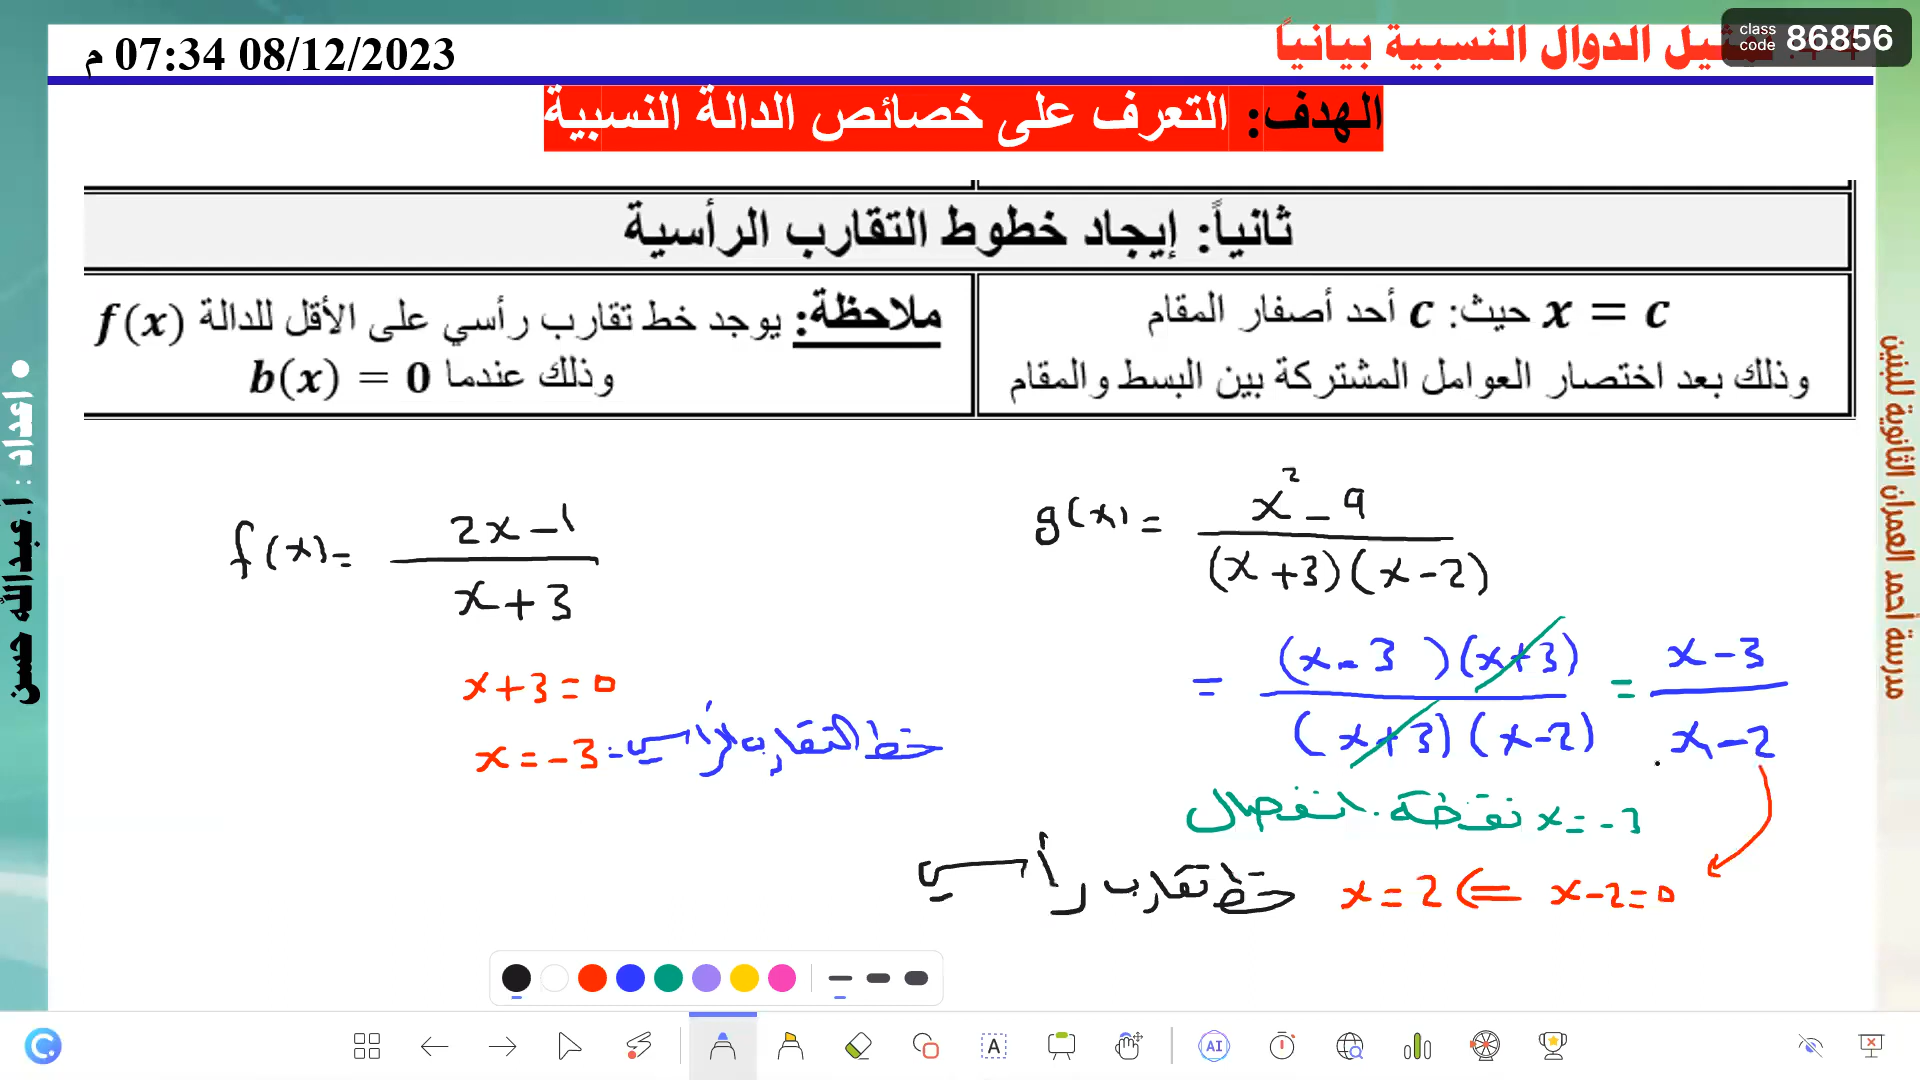 07:34 08/12/2023 م
تمثيل الدوال النسبية بيانياً
class code 86856
الهدف: التعرف على خصائص الدالة النسبية
ثانياً: إيجاد خطوط التقارب الرأسية
x = c حيث: c أحد أصفار المقام
وذلك بعد اختصار العوامل المشتركة بين البسط والمقام
ملاحظة: يوجد خط تقارب رأسي على الأقل للدالة f(x)
وذلك عندما b(x) = 0
g(x) = x² - 9 / (x+3)(x-2)
= (x-3)(x+3) / (x+3)(x-2) = x-3 / x-2
x = -3 نقطة انفصال
x-2=0 ⇒ x=2 خط تقارب رأسي
f(x) = 2x-1 / x+3
x+3=0
x=-3 خط التقارب الرأسي
اعداد : أ.عبدالله حسن
مدرسة أحمد العمران الثانوية للبنين
A
AI